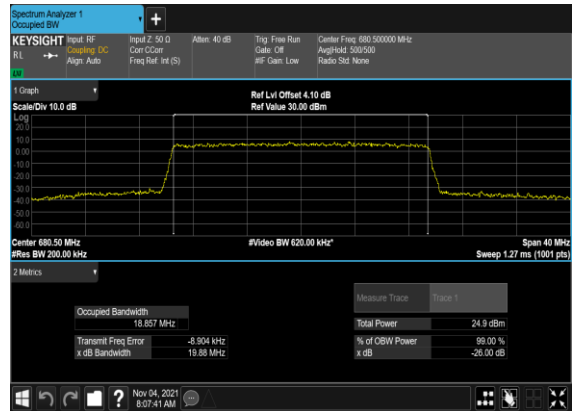 Spectrum Analyzer 1
Occupied BW
KEYSIGHT Input: RF Input Z: 50 Ω Atten: 40 dB Trig: Free Run Center Freq: 680.500000 MHz
RL Coupling: DC Corr CCorr Gate: Off Avg|Hold: 500/500
Align: Auto Freq Ref: Int (S) #IF Gain: Low Radio Std: None
1 Graph
Ref Lvl Offset 4.10 dB
Scale/Div 10.0 dB Ref Value 30.00 dBm
Log
20.0
10.0
0.00
-10.0
-20.0
-30.0
-40.0
-50.0
-60.0
Center 680.50 MHz #Video BW 620.00 kHz* Span 40 MHz
#Res BW 200.00 kHz Sweep 1.27 ms (1001 pts)
2 Metrics
Measure Trace Trace 1
Occupied Bandwidth
18.857 MHz Total Power 24.9 dBm
Transmit Freq Error -8.904 kHz % of OBW Power 99.00 %
x dB Bandwidth 19.88 MHz x dB -26.00 dB
? Nov 04, 2021
8:07:41 AM